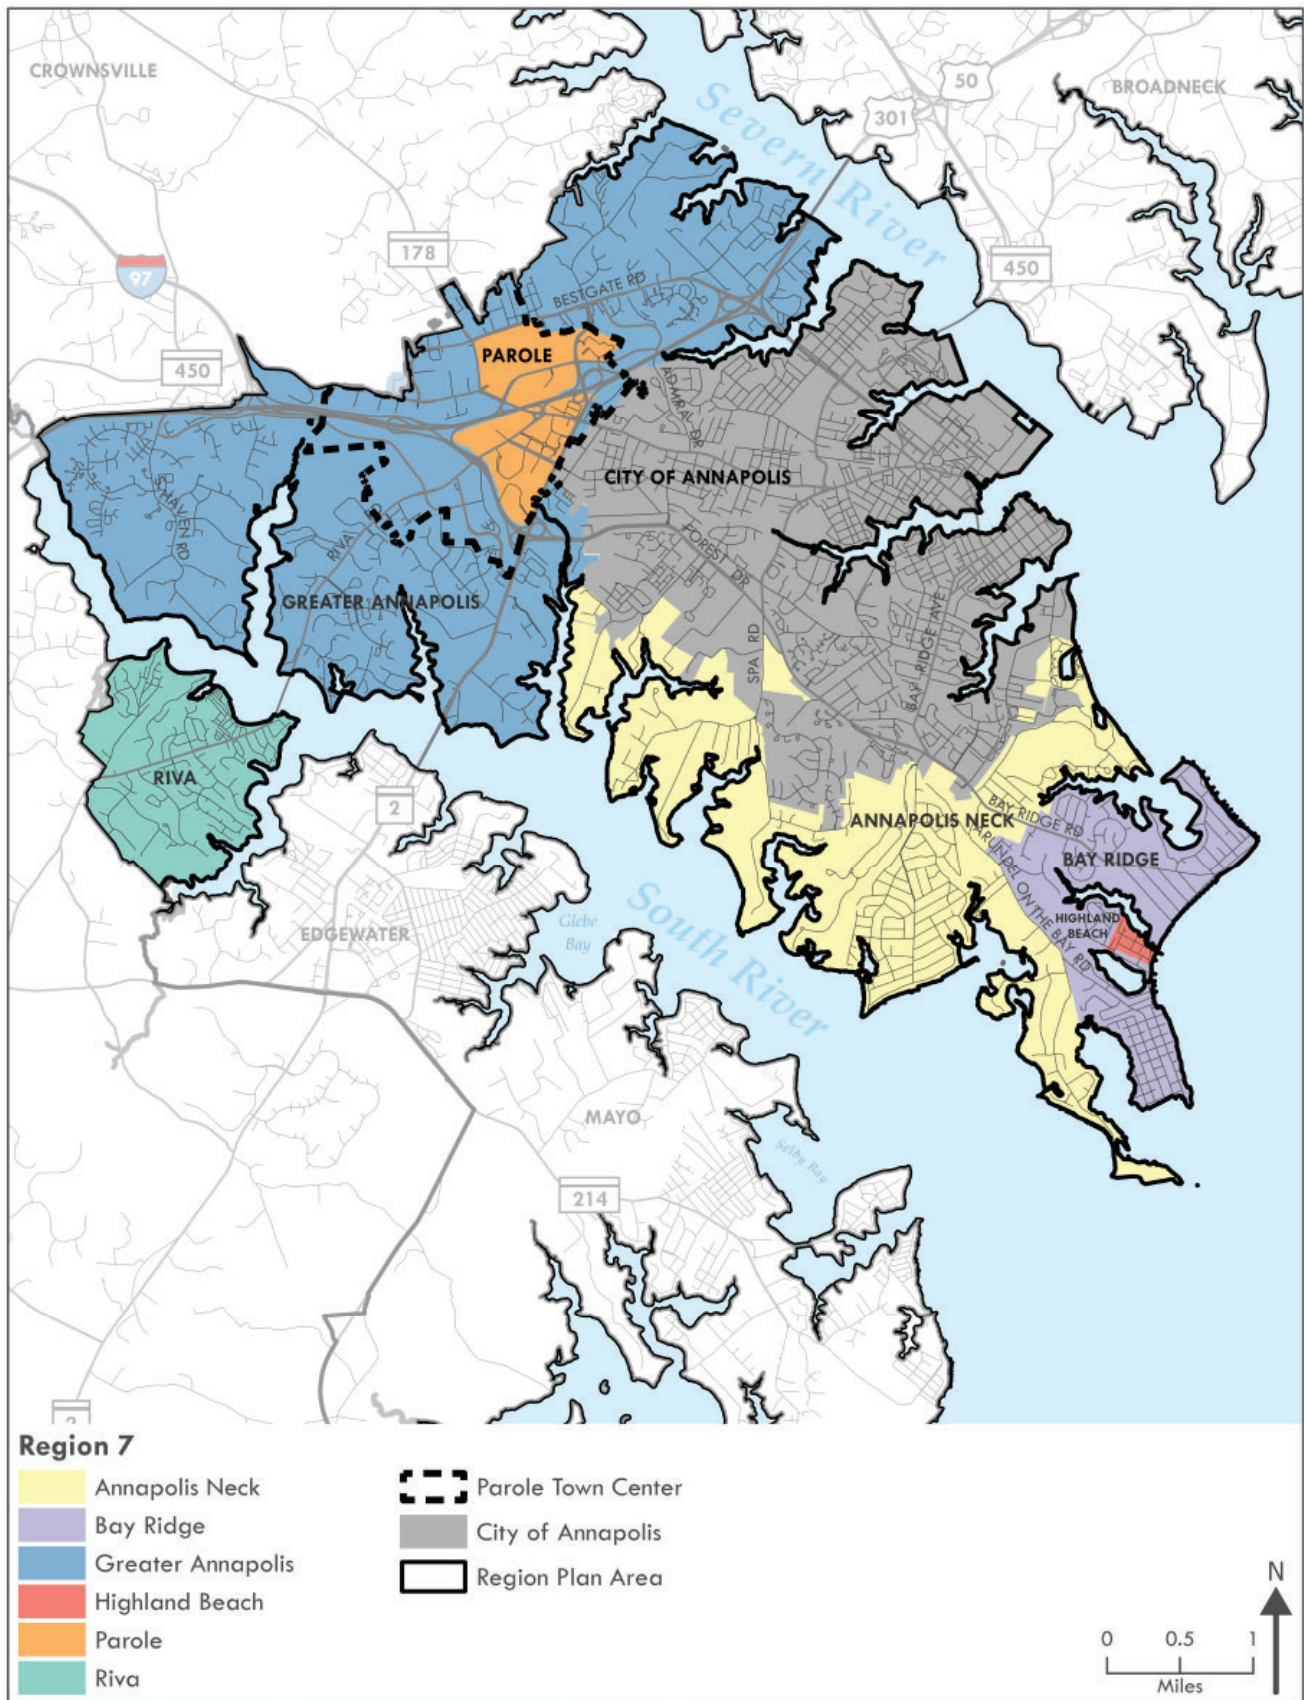 CROWNSVILLE
BROADNECK
50
301
Severn River
178
97
450
450
BESTGATE RD
PAROLE
ADMIRAL DR
CITY OF ANNAPOLIS
S HAVEN RD
RIVA
FOREST DR
GREATER ANNAPOLIS
SPA RD
BAY RIDGE AVE
RIVA
2
ANNAPOLIS NECK
BAY RIDGE RD
ARUNDEL ON THE BAY RD
BAY RIDGE
HIGHLAND
BEACH
EDGEWATER
Glebe
Bay
South River
MAYO
Selby Bay
214
2
Region 7
Annapolis Neck
Bay Ridge
Greater Annapolis
Highland Beach
Parole
Riva
Parole Town Center
City of Annapolis
Region Plan Area
N
0 0.5 1
Miles